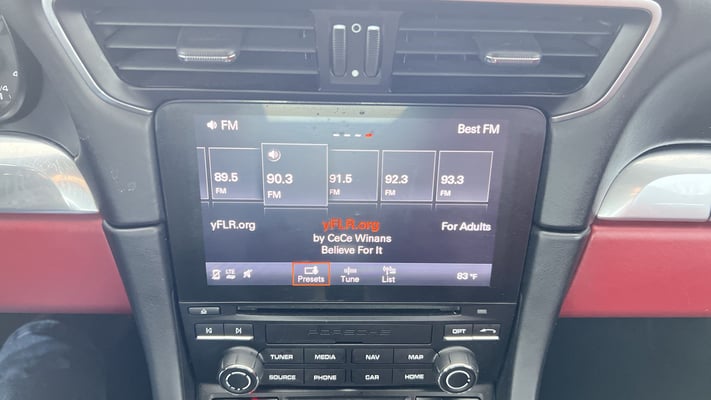 FM
Best FM
89.5
FM
90.3
FM
91.5
FM
92.3
FM
93.3
FM
yFLR.org
yFLR.org
For Adults
by CeCe Winans
Believe For It
LTE
Presets
Tune
List
83 °F
PORSCHE
OPT
TUNER
MEDIA
NAV
MAP
SOURCE
PHONE
CAR
HOME